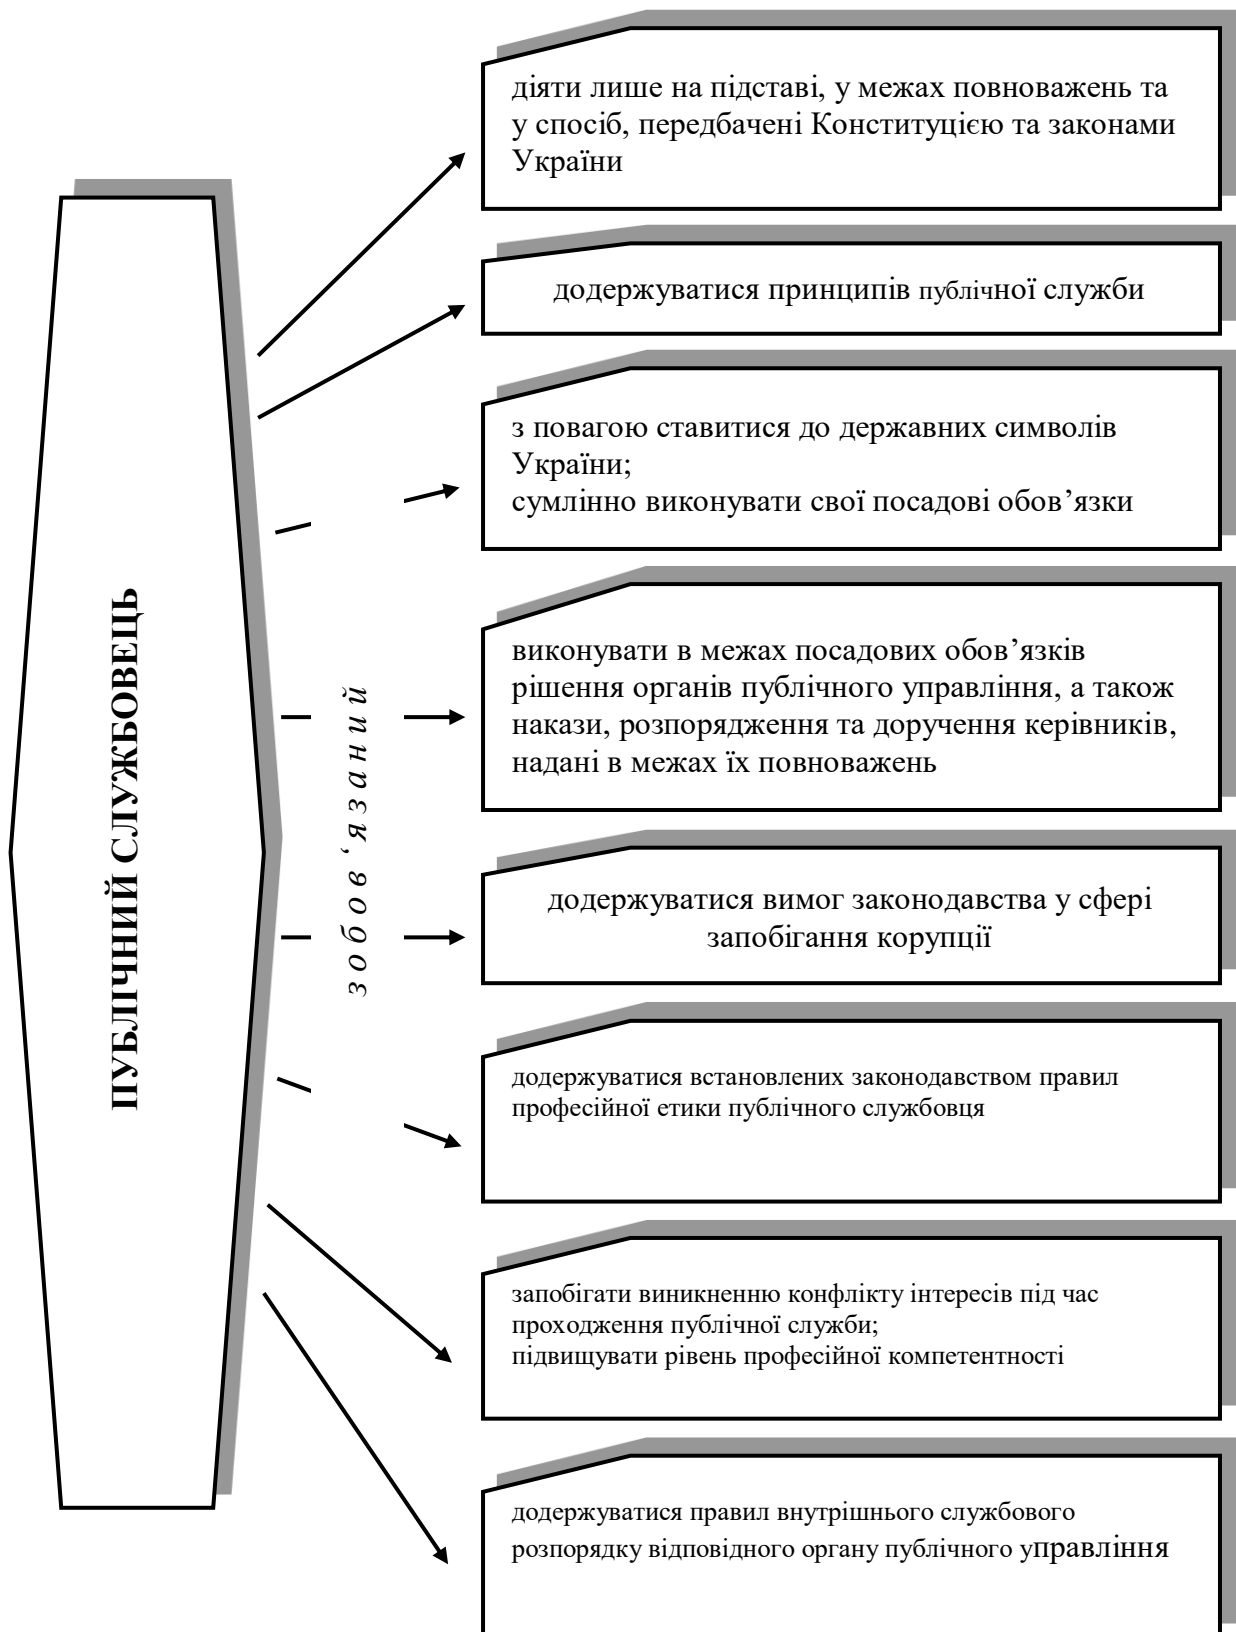 ПУБЛІЧНИЙ СЛУЖБОВЕЦЬ
зобов‘язаний
діяти лише на підставі, у межах повноважень та
у спосіб, передбачені Конституцією та законами
України
додержуватися принципів публічної служби
з повагою ставитися до державних символів
України;
сумлінно виконувати свої посадові обов’язки
виконувати в межах посадових обов’язків
рішення органів публічного управління, а також
накази, розпорядження та доручення керівників,
надані в межах їх повноважень
додержуватися вимог законодавства у сфері
запобігання корупції
додержуватися встановлених законодавством правил
професійної етики публічного службовця
запобігати виникненню конфлікту інтересів під час
проходження публічної служби;
підвищувати рівень професійної компетентності
додержуватися правил внутрішнього службового
розпорядку відповідного органу публічного управління